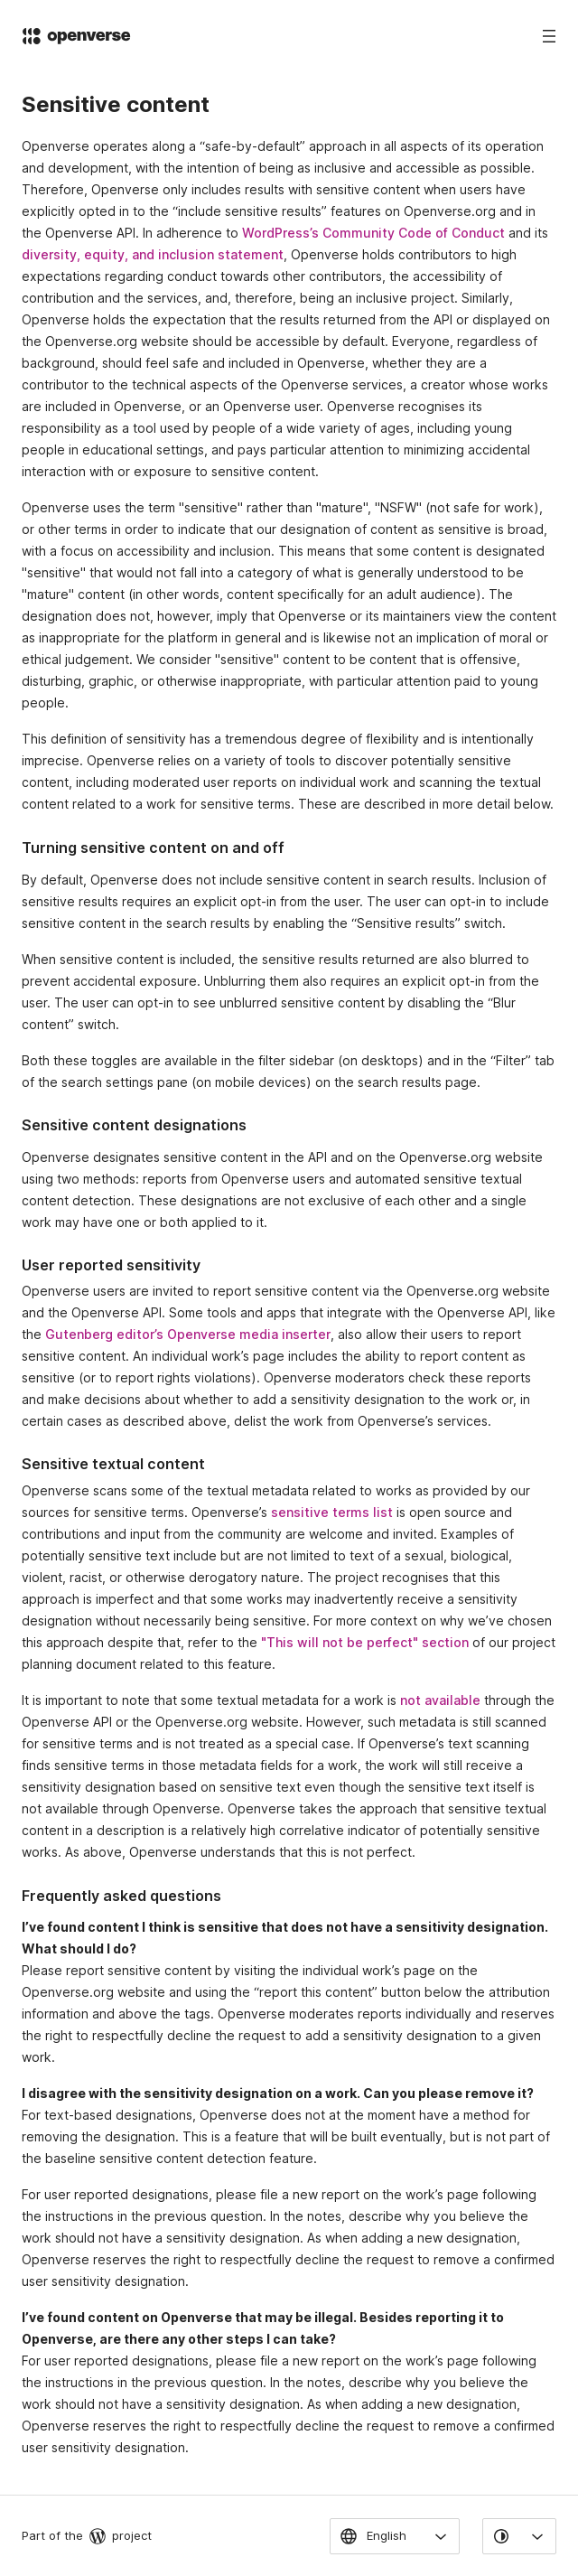 openverse
Sensitive content
Openverse operates along a “safe-by-default” approach in all aspects of its operation
and development, with the intention of being as inclusive and accessible as possible.
Therefore, Openverse only includes results with sensitive content when users have
explicitly opted in to the “include sensitive results” features on Openverse.org and in
the Openverse API. In adherence to WordPress’s Community Code of Conduct and its
diversity, equity, and inclusion statement, Openverse holds contributors to high
expectations regarding conduct towards other contributors, the accessibility of
contribution and the services, and, therefore, being an inclusive project. Similarly,
Openverse holds the expectation that the results returned from the API or displayed on
the Openverse.org website should be accessible by default. Everyone, regardless of
background, should feel safe and included in Openverse, whether they are a
contributor to the technical aspects of the Openverse services, a creator whose works
are included in Openverse, or an Openverse user. Openverse recognises its
responsibility as a tool used by people of a wide variety of ages, including young
people in educational settings, and pays particular attention to minimizing accidental
interaction with or exposure to sensitive content.
Openverse uses the term "sensitive" rather than "mature", "NSFW" (not safe for work),
or other terms in order to indicate that our designation of content as sensitive is broad,
with a focus on accessibility and inclusion. This means that some content is designated
"sensitive" that would not fall into a category of what is generally understood to be
"mature" content (in other words, content specifically for an adult audience). The
designation does not, however, imply that Openverse or its maintainers view the content
as inappropriate for the platform in general and is likewise not an implication of moral or
ethical judgement. We consider "sensitive" content to be content that is offensive,
disturbing, graphic, or otherwise inappropriate, with particular attention paid to young
people.
This definition of sensitivity has a tremendous degree of flexibility and is intentionally
imprecise. Openverse relies on a variety of tools to discover potentially sensitive
content, including moderated user reports on individual work and scanning the textual
content related to a work for sensitive terms. These are described in more detail below.
Turning sensitive content on and off
By default, Openverse does not include sensitive content in search results. Inclusion of
sensitive results requires an explicit opt-in from the user. The user can opt-in to include
sensitive content in the search results by enabling the “Sensitive results” switch.
When sensitive content is included, the sensitive results returned are also blurred to
prevent accidental exposure. Unblurring them also requires an explicit opt-in from the
user. The user can opt-in to see unblurred sensitive content by disabling the “Blur
content” switch.
Both these toggles are available in the filter sidebar (on desktops) and in the “Filter” tab
of the search settings pane (on mobile devices) on the search results page.
Sensitive content designations
Openverse designates sensitive content in the API and on the Openverse.org website
using two methods: reports from Openverse users and automated sensitive textual
content detection. These designations are not exclusive of each other and a single
work may have one or both applied to it.
User reported sensitivity
Openverse users are invited to report sensitive content via the Openverse.org website
and the Openverse API. Some tools and apps that integrate with the Openverse API, like
the Gutenberg editor’s Openverse media inserter, also allow their users to report
sensitive content. An individual work’s page includes the ability to report content as
sensitive (or to report rights violations). Openverse moderators check these reports
and make decisions about whether to add a sensitivity designation to the work or, in
certain cases as described above, delist the work from Openverse’s services.
Sensitive textual content
Openverse scans some of the textual metadata related to works as provided by our
sources for sensitive terms. Openverse’s sensitive terms list is open source and
contributions and input from the community are welcome and invited. Examples of
potentially sensitive text include but are not limited to text of a sexual, biological,
violent, racist, or otherwise derogatory nature. The project recognises that this
approach is imperfect and that some works may inadvertently receive a sensitivity
designation without necessarily being sensitive. For more context on why we’ve chosen
this approach despite that, refer to the "This will not be perfect" section of our project
planning document related to this feature.
It is important to note that some textual metadata for a work is not available through the
Openverse API or the Openverse.org website. However, such metadata is still scanned
for sensitive terms and is not treated as a special case. If Openverse’s text scanning
finds sensitive terms in those metadata fields for a work, the work will still receive a
sensitivity designation based on sensitive text even though the sensitive text itself is
not available through Openverse. Openverse takes the approach that sensitive textual
content in a description is a relatively high correlative indicator of potentially sensitive
works. As above, Openverse understands that this is not perfect.
Frequently asked questions
I’ve found content I think is sensitive that does not have a sensitivity designation.
What should I do?
Please report sensitive content by visiting the individual work’s page on the
Openverse.org website and using the “report this content” button below the attribution
information and above the tags. Openverse moderates reports individually and reserves
the right to respectfully decline the request to add a sensitivity designation to a given
work.
I disagree with the sensitivity designation on a work. Can you please remove it?
For text-based designations, Openverse does not at the moment have a method for
removing the designation. This is a feature that will be built eventually, but is not part of
the baseline sensitive content detection feature.
For user reported designations, please file a new report on the work’s page following
the instructions in the previous question. In the notes, describe why you believe the
work should not have a sensitivity designation. As when adding a new designation,
Openverse reserves the right to respectfully decline the request to remove a confirmed
user sensitivity designation.
I’ve found content on Openverse that may be illegal. Besides reporting it to
Openverse, are there any other steps I can take?
For user reported designations, please file a new report on the work’s page following
the instructions in the previous question. In the notes, describe why you believe the
work should not have a sensitivity designation. As when adding a new designation,
Openverse reserves the right to respectfully decline the request to remove a confirmed
user sensitivity designation.
Part of the project
English